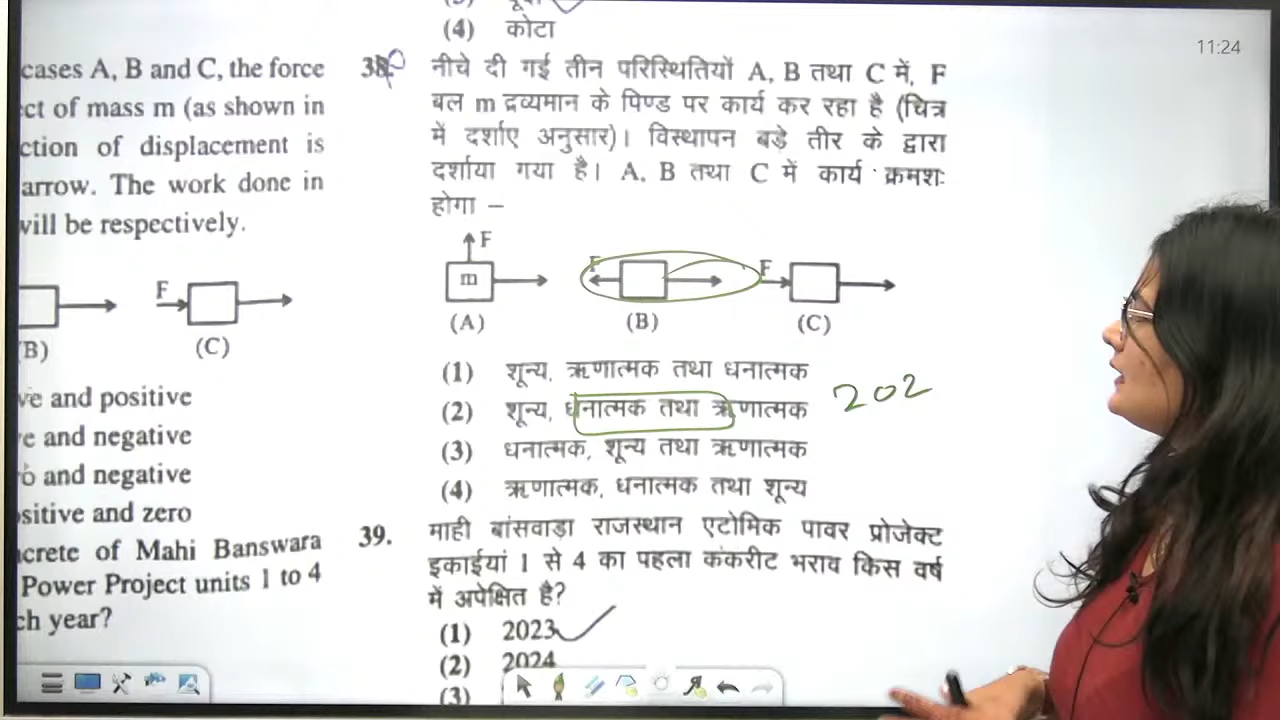 (4) कोटा
11:24
cases A, B and C, the force
ct of mass m (as shown in
ction of displacement is
arrow. The work done in
will be respectively.
F
B)
(C)
ve and positive
e and negative
o and negative
sitive and zero
ncrete of Mahi Banswara
Power Project units 1 to 4
ch year?
38. नीचे दी गई तीन परिस्थितियों A, B तथा C में, F
बल m द्रव्यमान के पिण्ड पर कार्य कर रहा है (चित्र
में दर्शाए अनुसार)। विस्थापन बड़े तीर के द्वारा
दर्शाया गया है। A, B तथा C में कार्य क्रमशः
होगा –
F
m
F
F
(A) (B) (C)
(1) शून्य, ऋणात्मक तथा धनात्मक
(2) शून्य, धनात्मक तथा ऋणात्मक
(3) धनात्मक, शून्य तथा ऋणात्मक
(4) ऋणात्मक, धनात्मक तथा शून्य
202
39. माही बांसवाड़ा राजस्थान एटोमिक पावर प्रोजेक्ट
इकाईयां 1 से 4 का पहला कंकरीट भराव किस वर्ष
में अपेक्षित है?
(1) 2023
(2) 2024
(3)